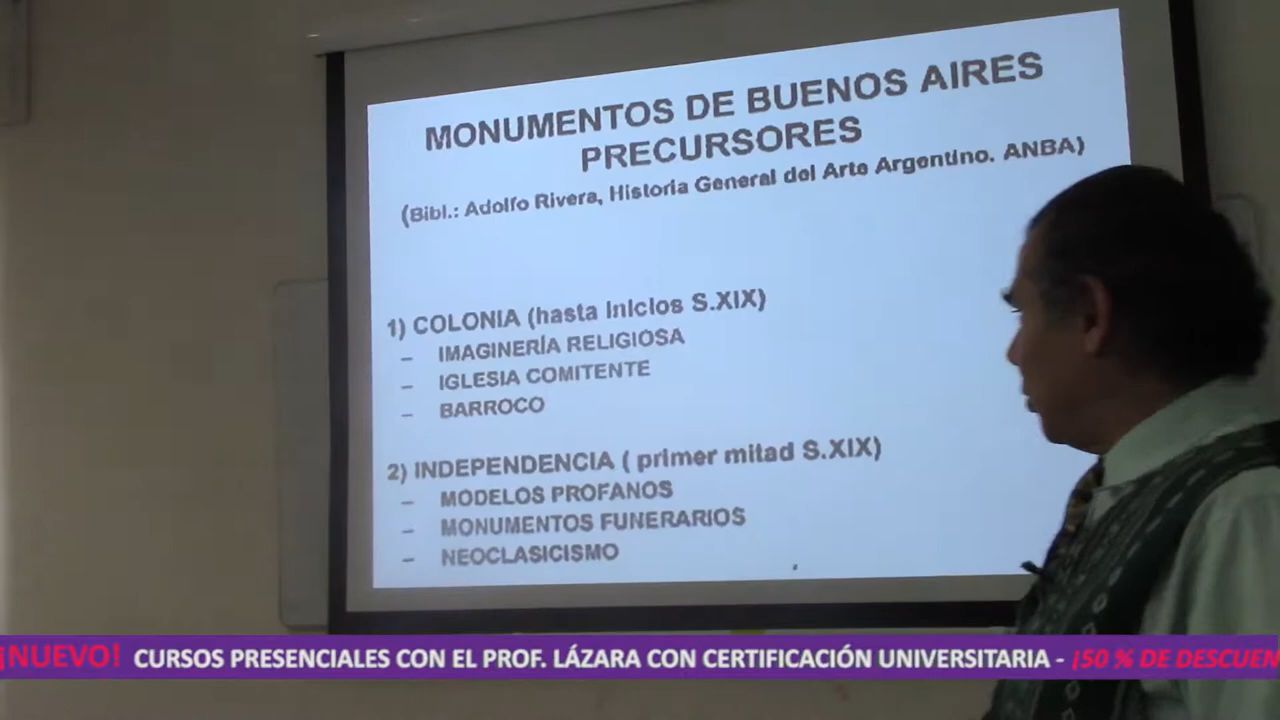 MONUMENTOS DE BUENOS AIRES
PRECURSORES
(Bibl.: Adolfo Rivera, Historia General del Arte Argentino. ANBA)
1) COLONIA (hasta inicios S.XIX)
– IMAGINERÍA RELIGIOSA
– IGLESIA COMITENTE
– BARROCO
2) INDEPENDENCIA ( primer mitad S.XIX)
– MODELOS PROFANOS
– MONUMENTOS FUNERARIOS
– NEOCLASICISMO
¡NUEVO! CURSOS PRESENCIALES CON EL PROF. LÁZARA CON CERTIFICACIÓN UNIVERSITARIA - ¡50 % DE DESCUEN